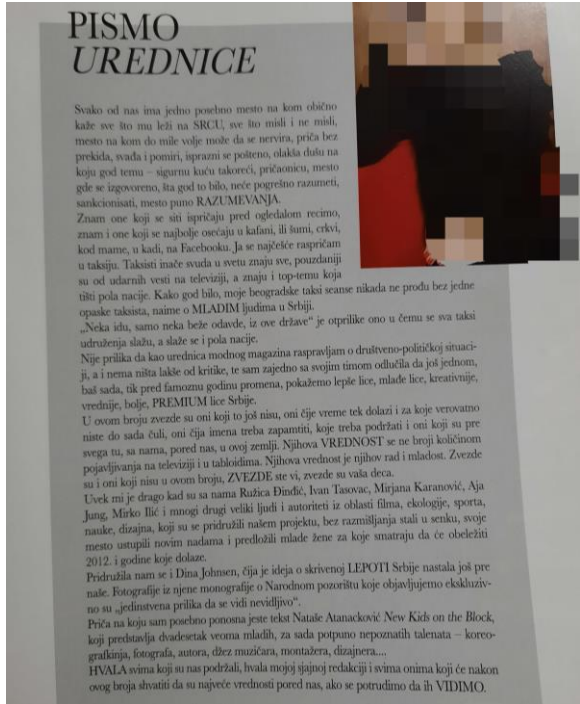 PISMO
UREDNICE
Svako od nas ima jedno posebno mesto na kom obično
kaže sve što mu leži na SRCU, sve što misli i ne misli,
mesto na kom do mile volje može da se nervira, priča bez
prekida, svađa i pomiri, isprazni se pošteno, olakša dušu na
koju god temu – sigurnu kuću takoreći, pričaonicu, mesto
gde se izgovoreno, šta god to bilo, neće pogrešno razumeti,
sankcionisati, mesto puno RAZUMEVANJA.
Znam one koji se siti ispričaju pred ogledalom recimo,
znam i one koji se najbolje osećaju u kafani, ili šumi, crkvi,
kod mame, u kadi, na Facebooku. Ja se najčešće raspričam
u taksiju. Taksisti inače svuda u svetu znaju sve, pouzdaniji
su od udarnih vesti na televiziji, a znaju i top-temu koja
tišti pola nacije. Kako god bilo, moje beogradske taksi seanse nikada ne prođu bez jedne
opaske taksista, naime o MLADIM ljudima u Srbiji.
„Neka idu, samo neka beže odavde, iz ove države“ je otprilike ono u čemu se sva taksi
udruženja slažu, a slaže se i pola nacije.
Nije prilika da kao urednica modnog magazina raspravljam o društveno-političkoj situaci-
ji, a i nema ništa lakše od kritike, te sam zajedno sa svojim timom odlučila da još jednom,
baš sada, tik pred famoznu godinu promena, pokažemo lepše lice, mlađe lice, kreativnije,
vrednije, bolje, PREMIUM lice Srbije.
U ovom broju zvezde su oni koji to još nisu, oni čije vreme tek dolazi i za koje verovatno
niste do sada čuli, oni čija imena treba zapamtiti, koje treba podržati i oni koji su pre
svega tu, sa nama, pored nas, u ovoj zemlji. Njihova VREDNOST se ne broji količinom
pojavljivanja na televiziji i u tabloidima. Njihova vrednost je njihov rad i mladost. Zvezde
su i oni koji nisu u ovom broju, ZVEZDE ste vi, zvezde su vaša deca.
Uvek mi je drago kad su sa nama Ružica Đinđić, Ivan Tasovac, Mirjana Karanović, Aja
Jung, Mirko Ilić i mnogi drugi veliki ljudi i autoriteti iz oblasti filma, ekologije, sporta,
nauke, dizajna, koji su se pridružili našem projektu, bez razmišljanja stali u senku, svoje
mesto ustupili novim nadama i predložili mlade žene za koje smatraju da će obeležiti
2012. i godine koje dolaze.
Pridružila nam se i Dina Johnsen, čija je ideja o skrivenoj LEPOTI Srbije nastala još pre
naše. Fotografije iz njene monografije o Narodnom pozorištu koje objavljujemo ekskluziv-
no su „jedinstvena prilika da se vidi nevidljivo“.
Priča na koju sam posebno ponosna jeste tekst Nataše Atanacković New Kids on the Block,
koji predstavlja dvadesetak veoma mladih, za sada potpuno nepoznatih talenata – koreo-
grafkinja, fotografa, autora, džez muzičara, montažera, dizajnera....
HVALA svima koji su nas podržali, hvala mojoj sjajnoj redakciji i svima onima koji će nakon
ovog broja shvatiti da su najveće vrednosti pored nas, ako se potrudimo da ih VIDIMO.